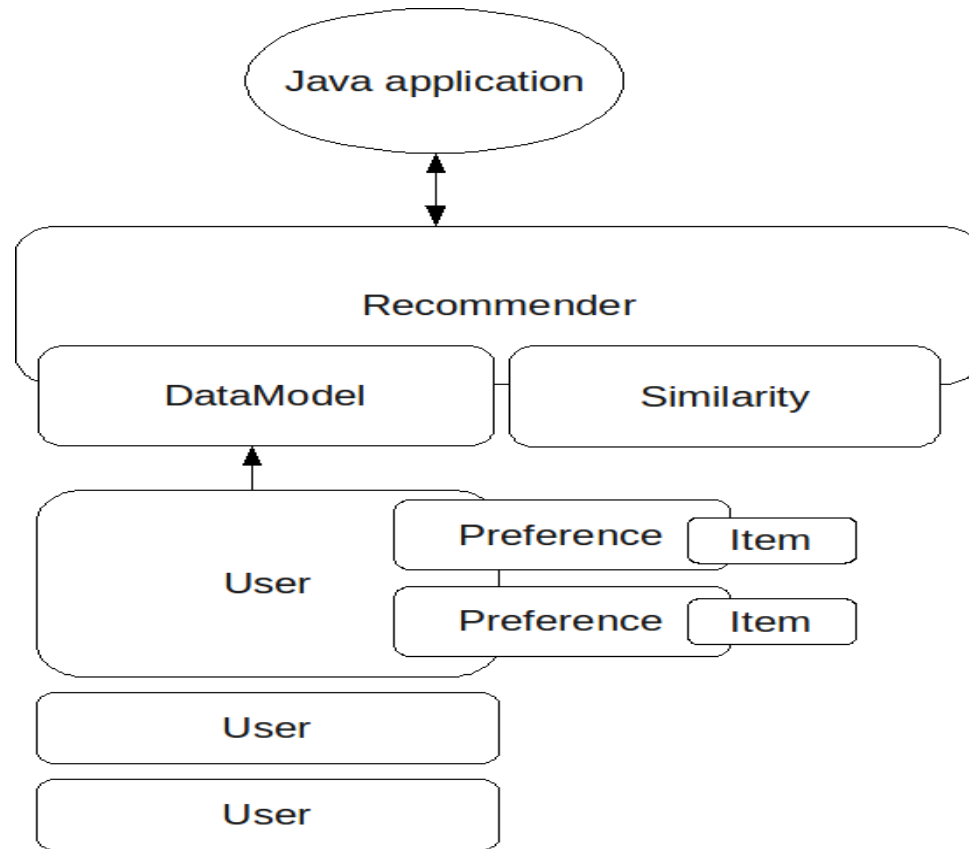 Java application
Recommender
DataModel
Similarity
User
Preference
Item
Preference
Item
User
User